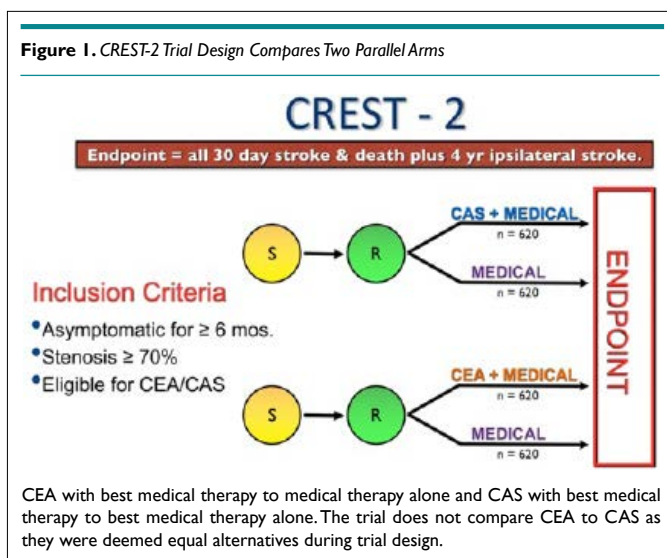 Figure 1. CREST-2 Trial Design Compares Two Parallel Arms
CREST - 2
Endpoint = all 30 day stroke & death plus 4 yr ipsilateral stroke.
CAS + MEDICAL
n = 620
S
R
MEDICAL
n = 620
Inclusion Criteria
•Asymptomatic for ≥ 6 mos.
•Stenosis ≥ 70%
•Eligible for CEA/CAS
CEA + MEDICAL
n = 620
S
R
MEDICAL
n = 620
ENDPOINT
CEA with best medical therapy to medical therapy alone and CAS with best medical
therapy to best medical therapy alone. The trial does not compare CEA to CAS as
they were deemed equal alternatives during trial design.